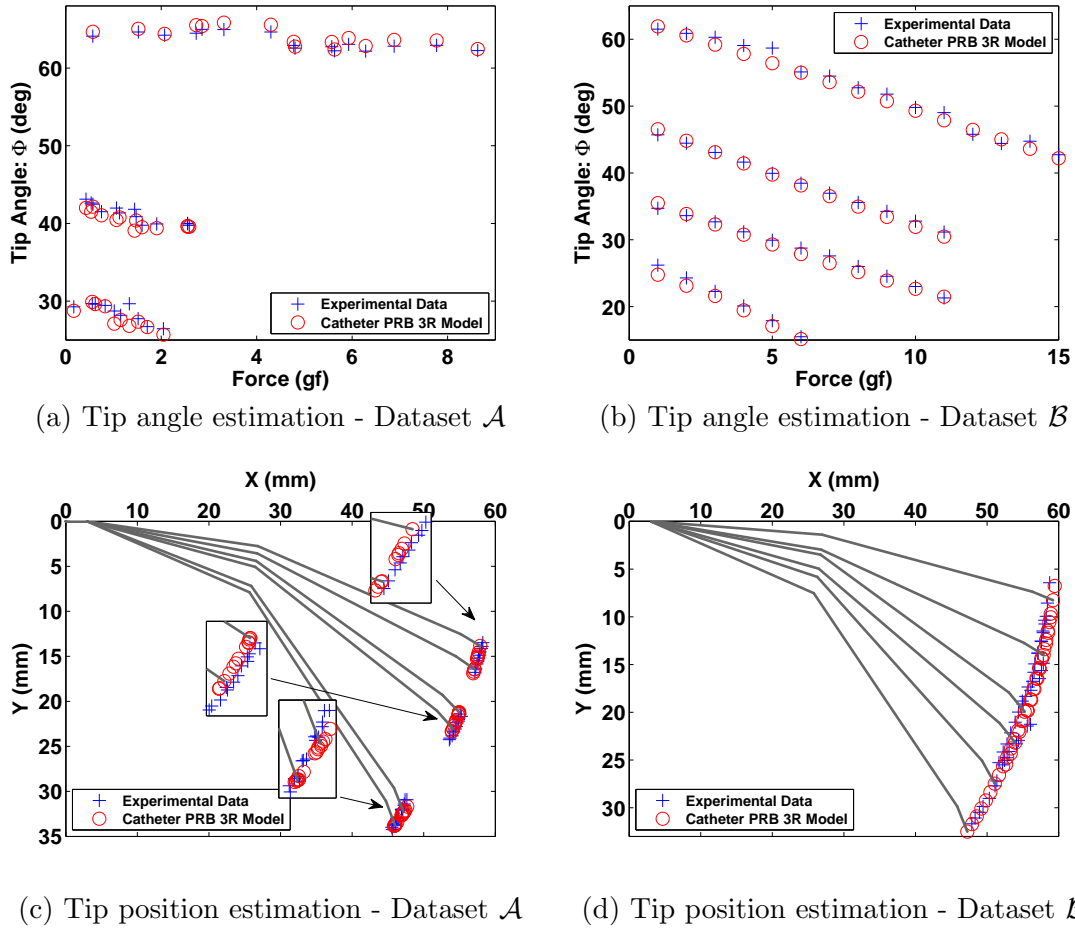 60
50
40
30
Tip Angle: Φ (deg)
0 2 4 6 8
Force (gf)
Experimental Data
Catheter PRB 3R Model
(a) Tip angle estimation - Dataset 𝒜
60
50
40
30
20
Tip Angle: Φ (deg)
0 5 10 15
Force (gf)
Experimental Data
Catheter PRB 3R Model
(b) Tip angle estimation - Dataset ℬ
X (mm)
0 10 20 30 40 50 60
0
5
10
15
20
25
30
35
Y (mm)
Experimental Data
Catheter PRB 3R Model
(c) Tip position estimation - Dataset 𝒜
X (mm)
0 10 20 30 40 50 60
0
5
10
15
20
25
30
Y (mm)
Experimental Data
Catheter PRB 3R Model
(d) Tip position estimation - Dataset ℬ